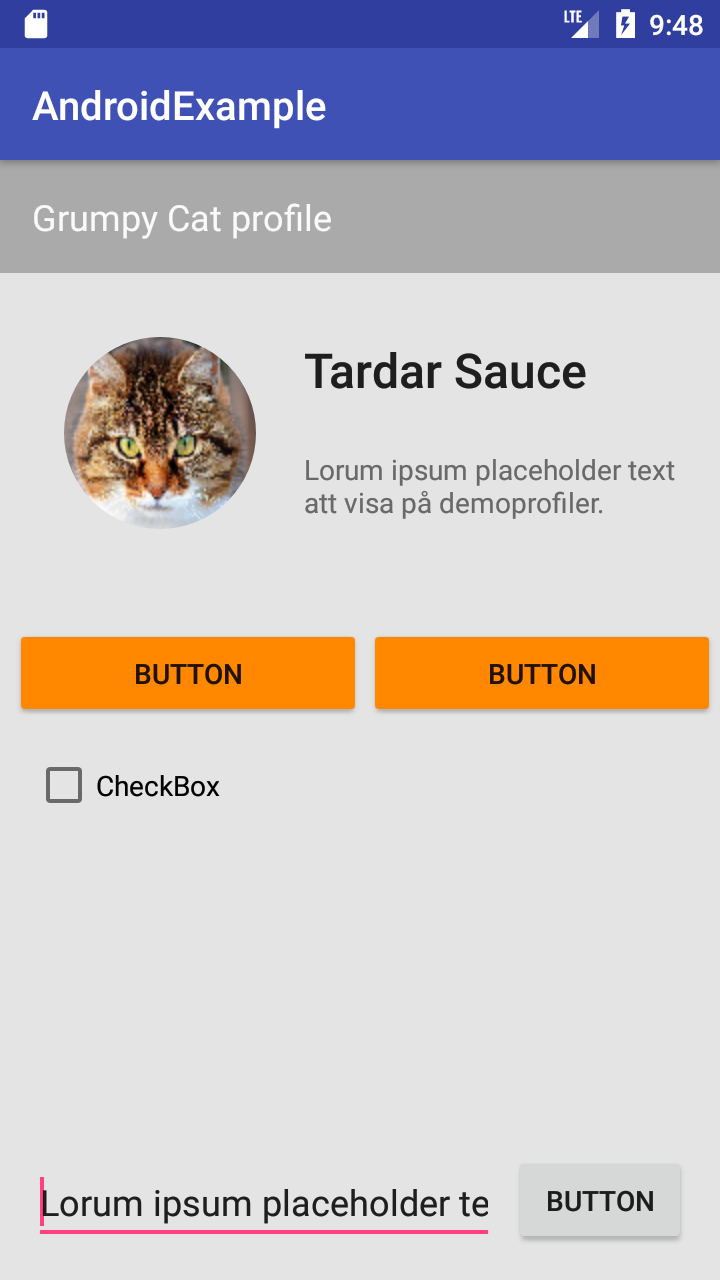 LTE 9:48
AndroidExample
Grumpy Cat profile
Tardar Sauce
Lorum ipsum placeholder text
att visa på demoprofiler.
BUTTON BUTTON
CheckBox
Lorum ipsum placeholder te BUTTON